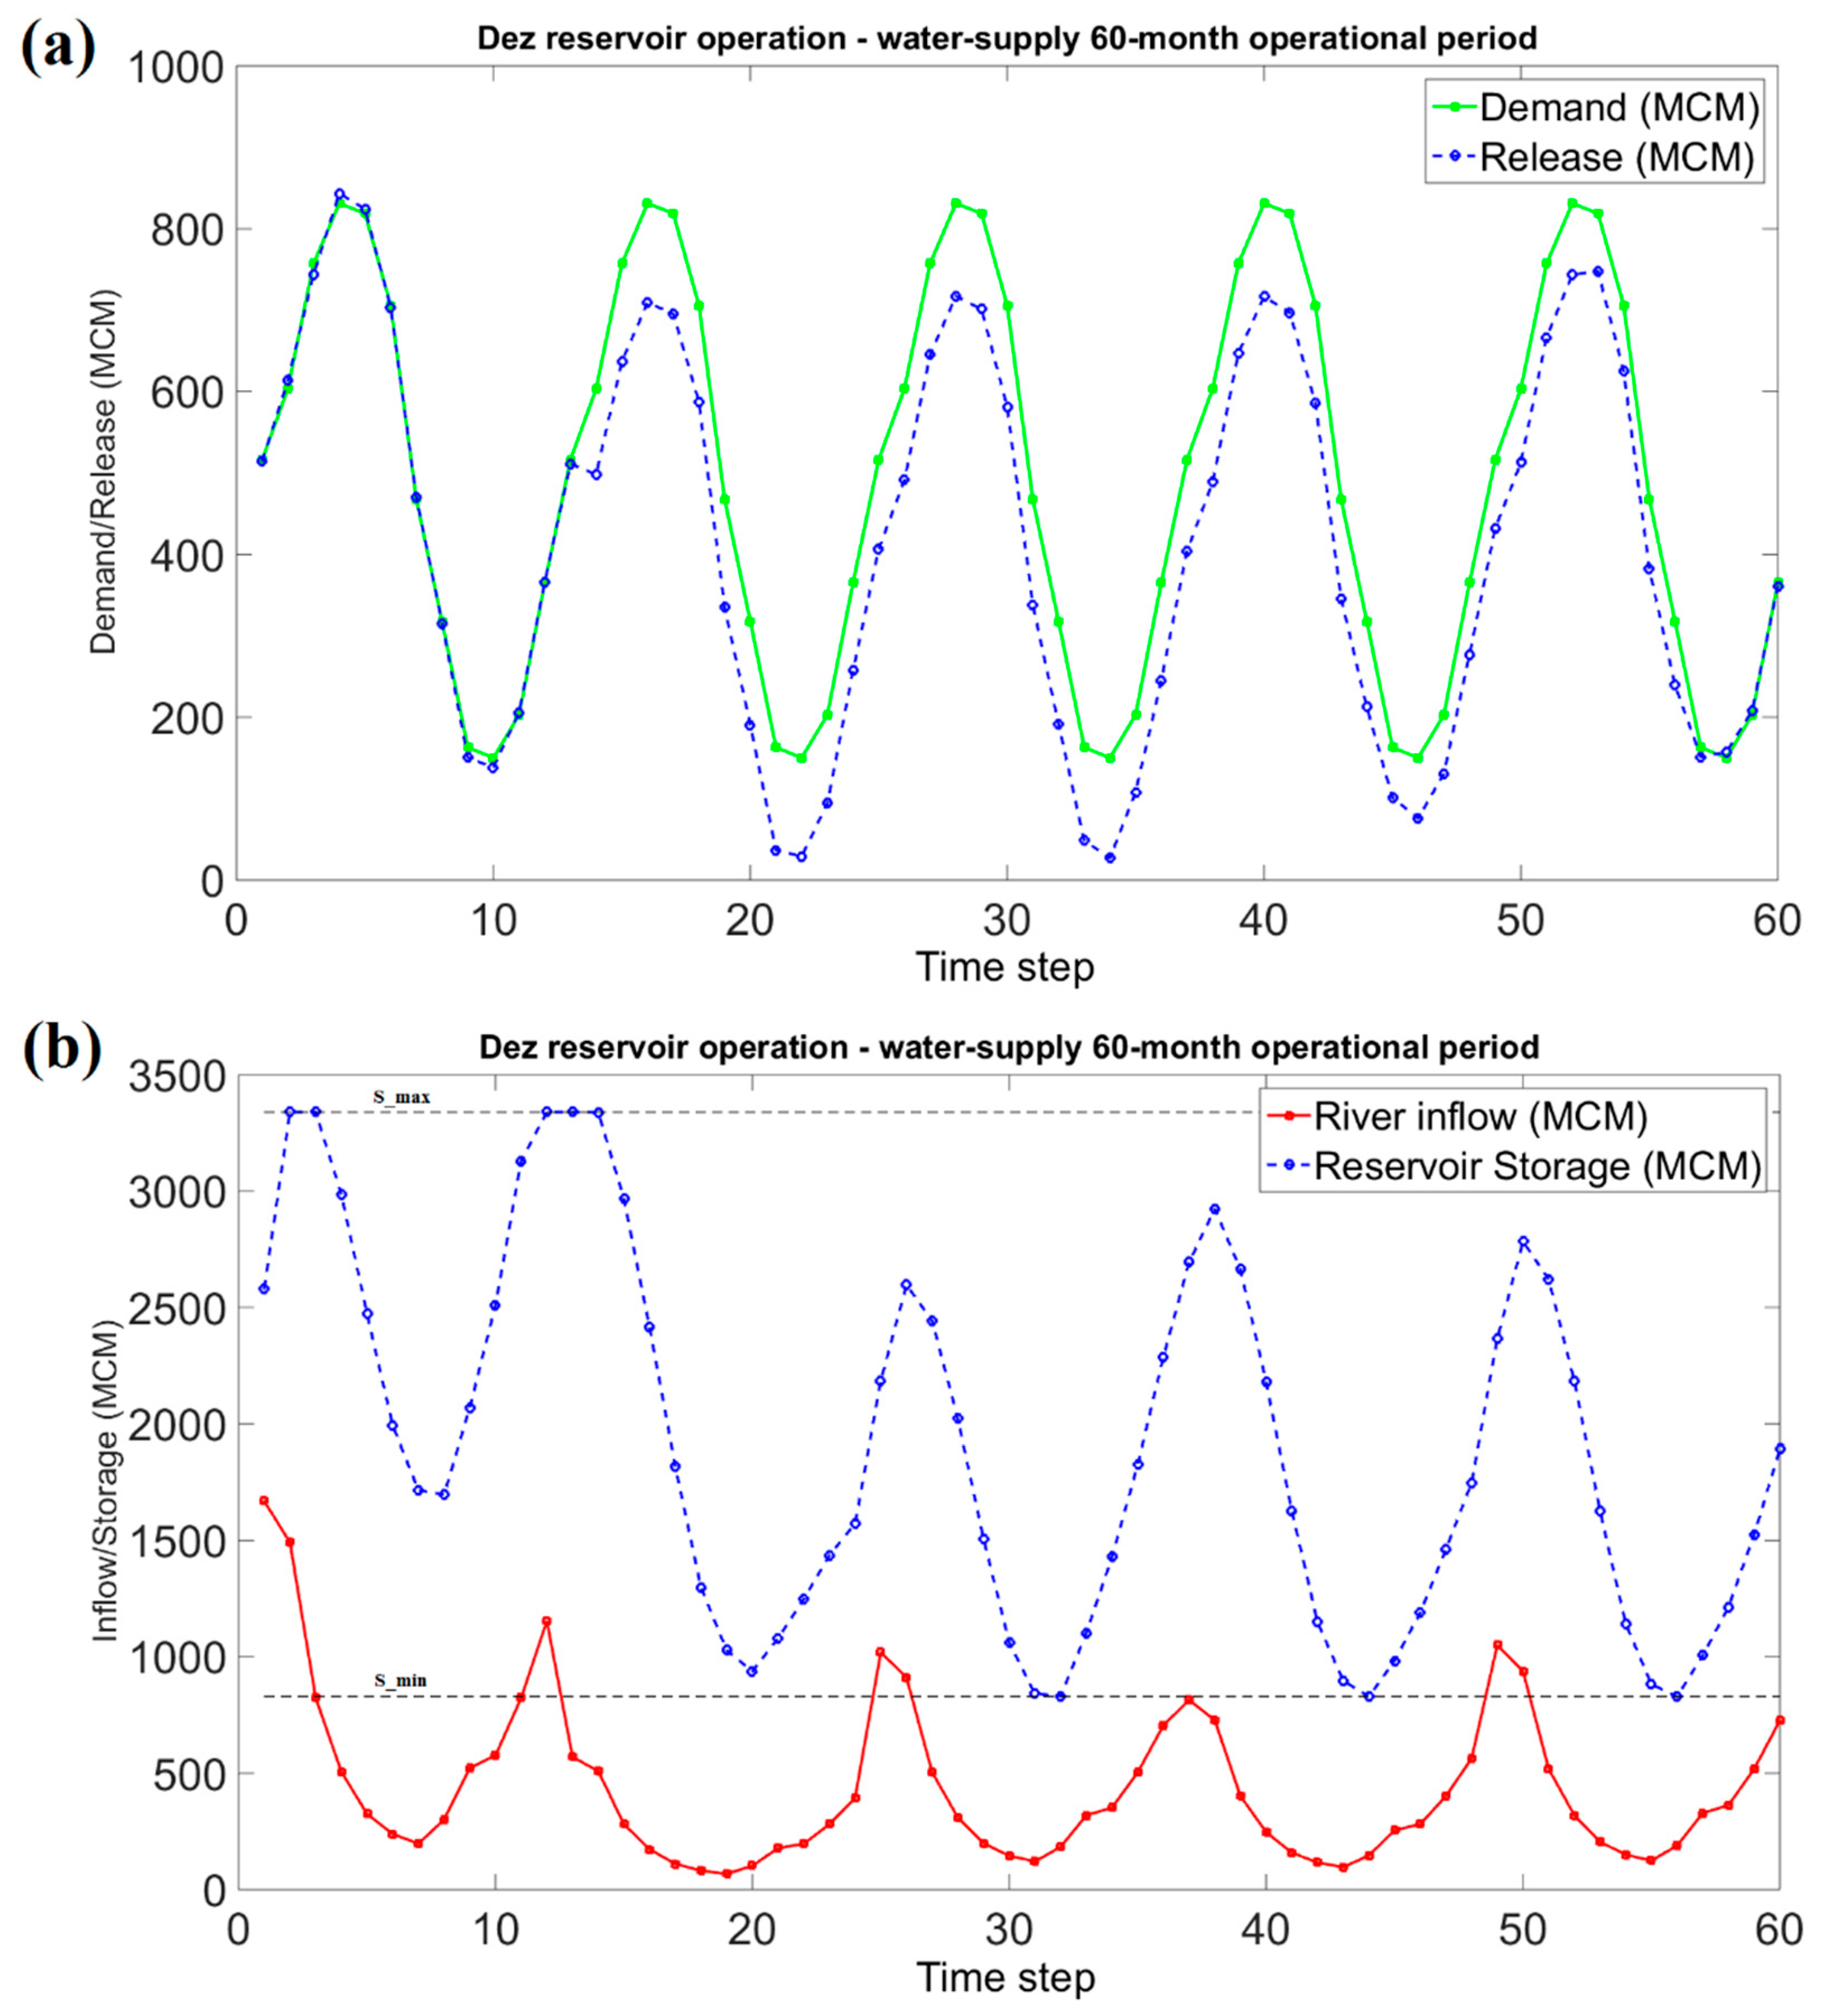 (a)
Dez reservoir operation - water-supply 60-month operational period
Demand/Release (MCM)
1000
800
600
400
200
0
Demand (MCM)
Release (MCM)
0 10 20 30 40 50 60
Time step
(b)
Dez reservoir operation - water-supply 60-month operational period
Inflow/Storage (MCM)
3500
3000
2500
2000
1500
1000
500
0
S_max
River inflow (MCM)
Reservoir Storage (MCM)
S_min
0 10 20 30 40 50 60
Time step